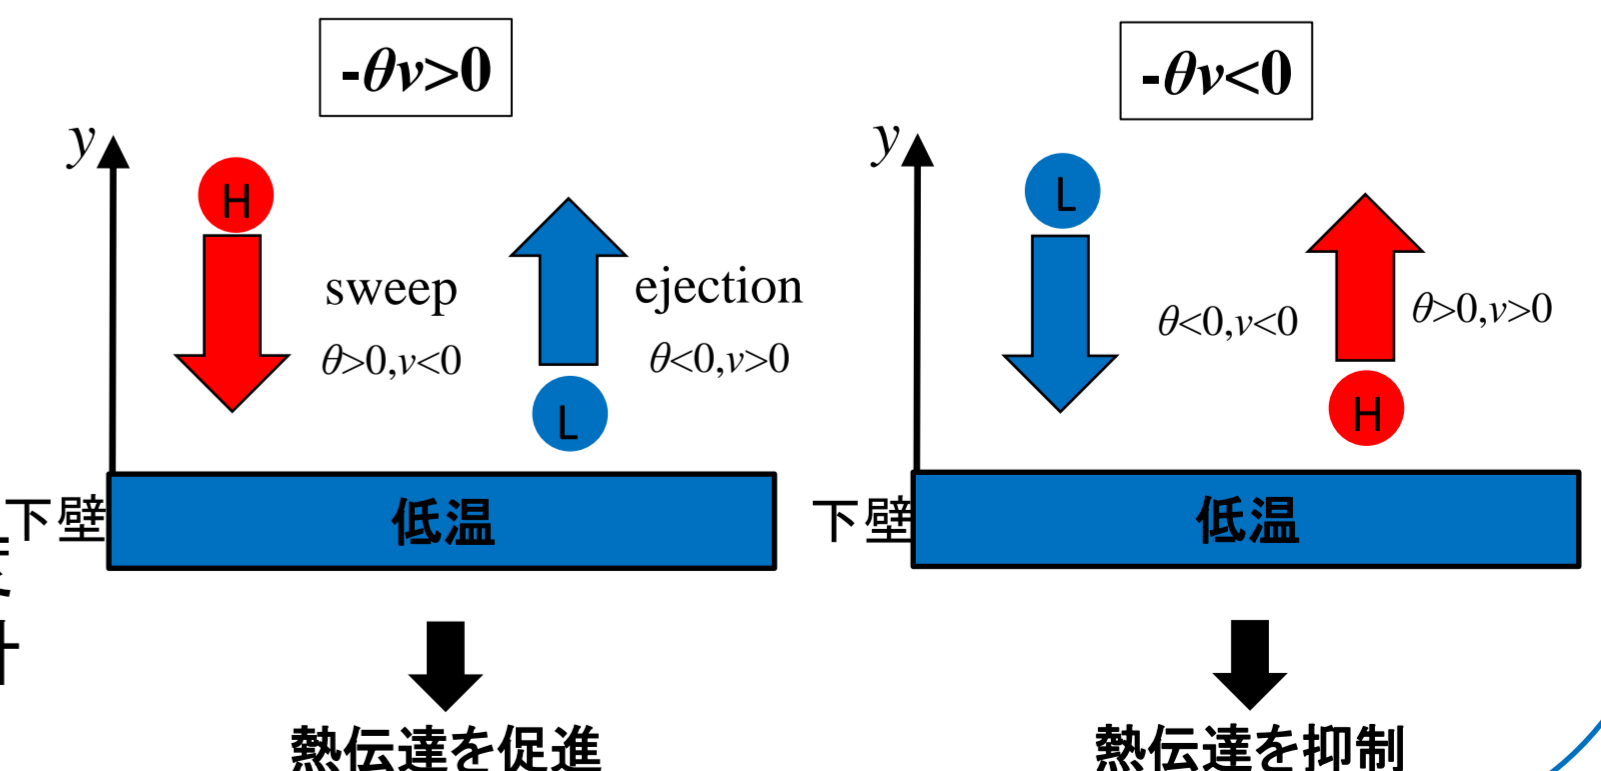 -θv>0
y
H
sweep
θ>0,v<0
ejection
θ<0,v>0
L
下壁
低温
熱伝達を促進
-θv<0
y
L
θ<0,v<0
θ>0,v>0
H
下壁
低温
熱伝達を抑制